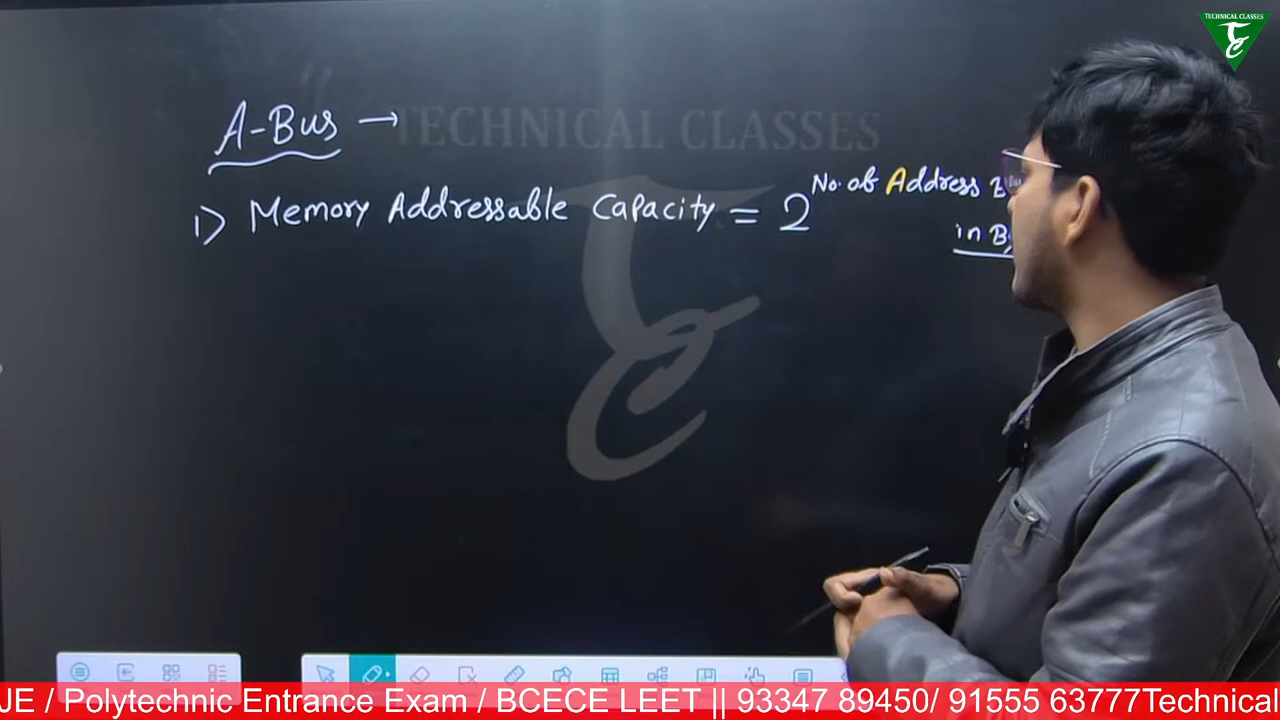 TECHNICAL CLASSES
A-Bus →
TECHNICAL CLASSES
1) Memory Addressable Capacity = 2^No. of Address
in
JE / Polytechnic Entrance Exam / BCECE LEET || 93347 89450/ 91555 63777Technical